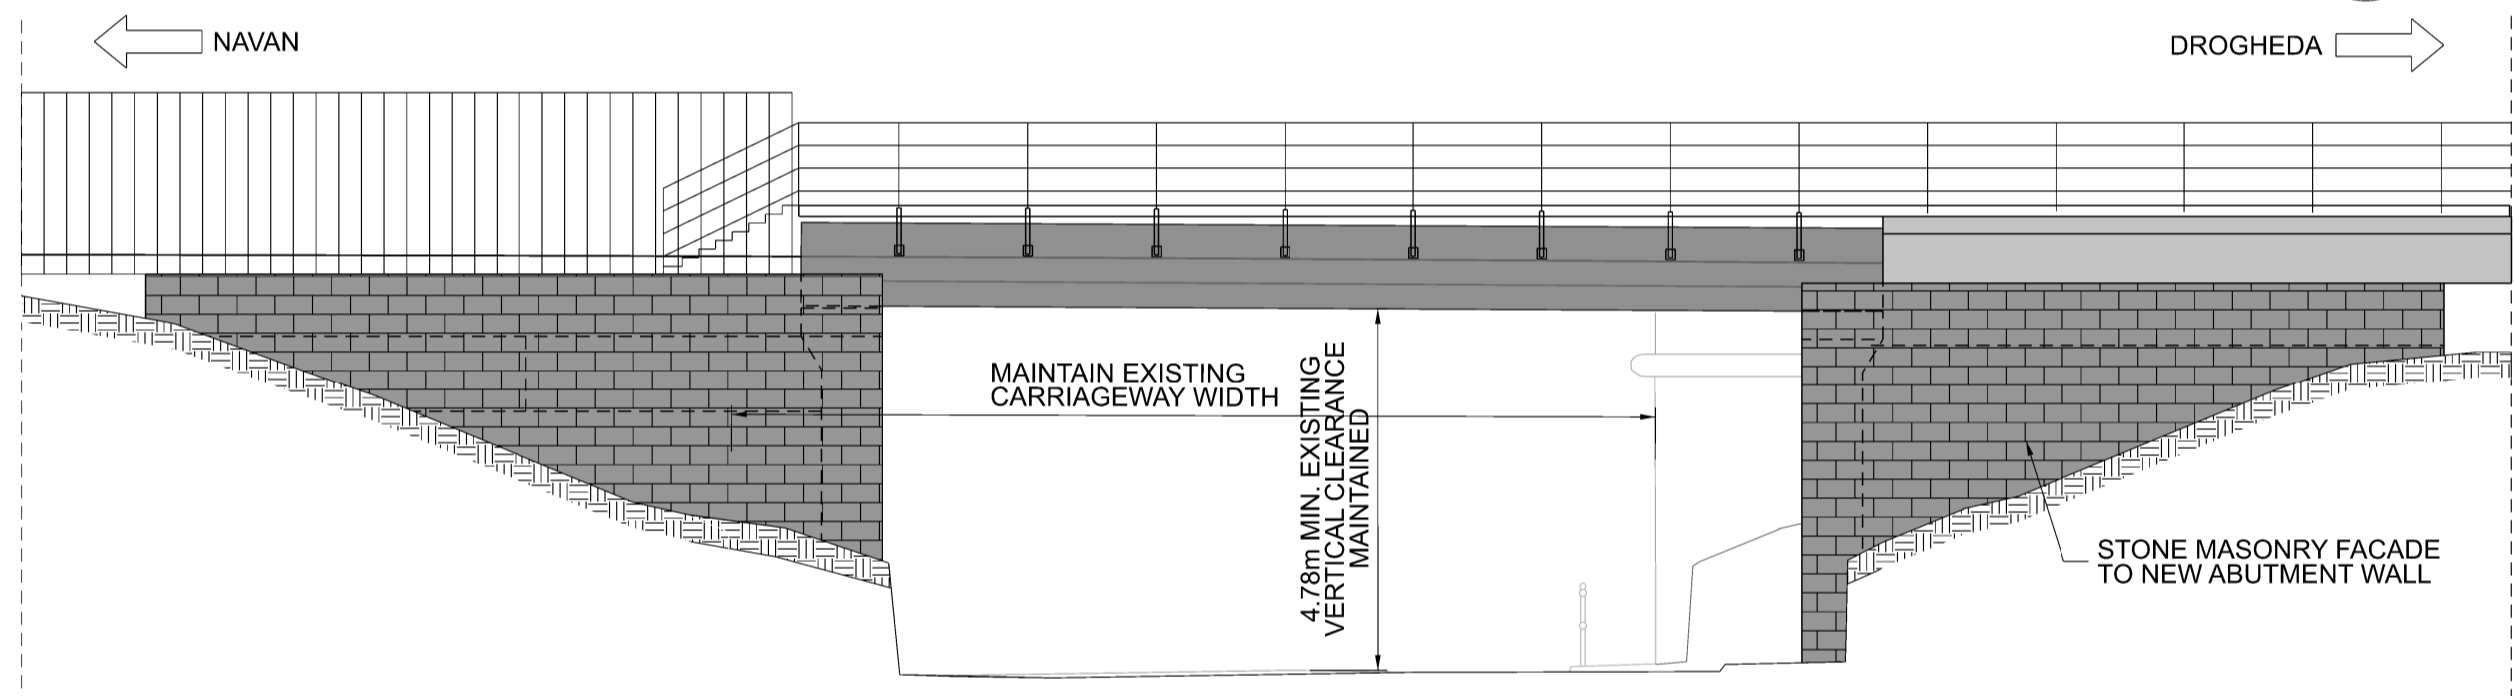 NAVAN
DROGHEDA
MAINTAIN EXISTING
CARRIAGEWAY WIDTH
4.78m MIN. EXISTING
VERTICAL CLEARANCE
MAINTAINED
STONE MASONRY FACADE
TO NEW ABUTMENT WALL